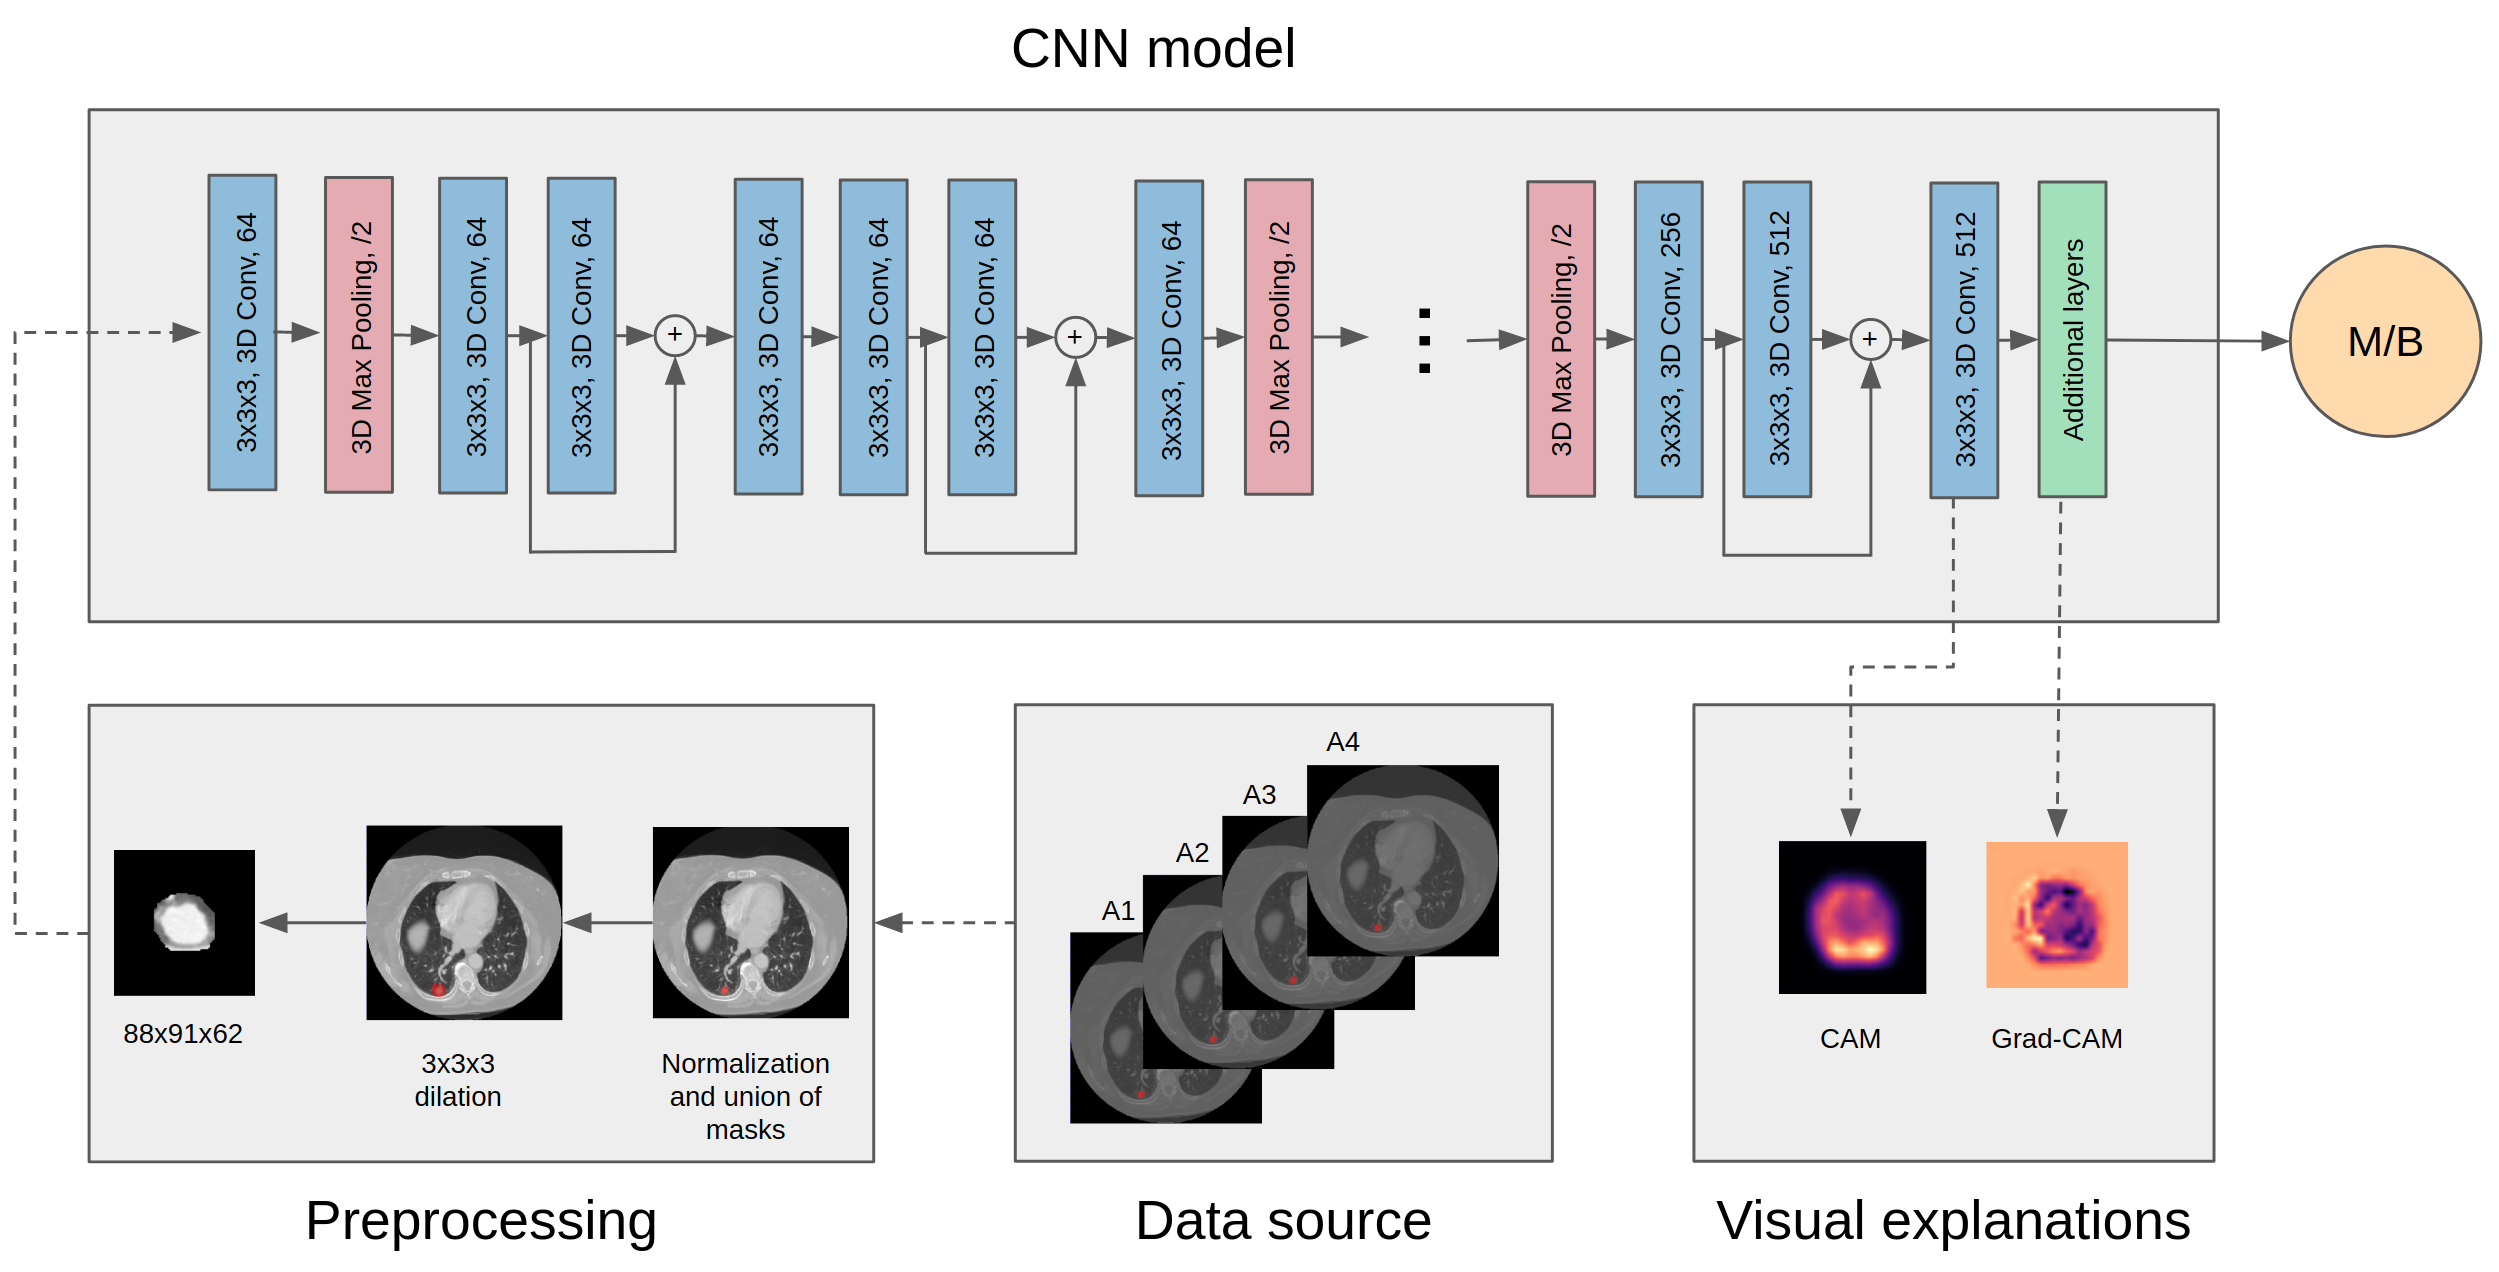 CNN model
3x3x3, 3D Conv, 64
3D Max Pooling, /2
3x3x3, 3D Conv, 64
3x3x3, 3D Conv, 64
+
3x3x3, 3D Conv, 64
3x3x3, 3D Conv, 64
3x3x3, 3D Conv, 64
+
3x3x3, 3D Conv, 64
3D Max Pooling, /2
...
3D Max Pooling, /2
3x3x3, 3D Conv, 256
3x3x3, 3D Conv, 512
+
3x3x3, 3D Conv, 512
Additional layers
M/B
88x91x62
3x3x3
dilation
Normalization
and union of
masks
Preprocessing
A1
A2
A3
A4
Data source
CAM
Grad-CAM
Visual explanations